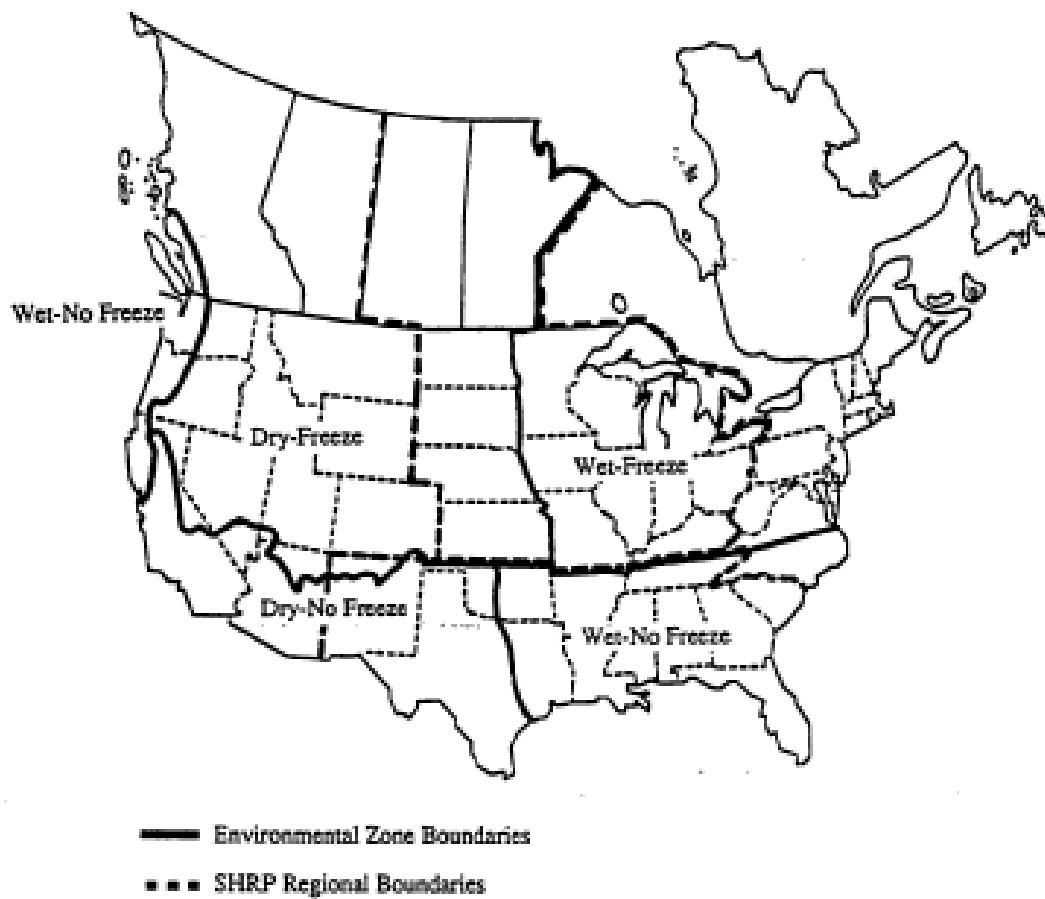 Wet-No Freeze
Dry-Freeze
Wet-Freeze
Dry-No Freeze
Wet-No Freeze
Environmental Zone Boundaries
SHRP Regional Boundaries